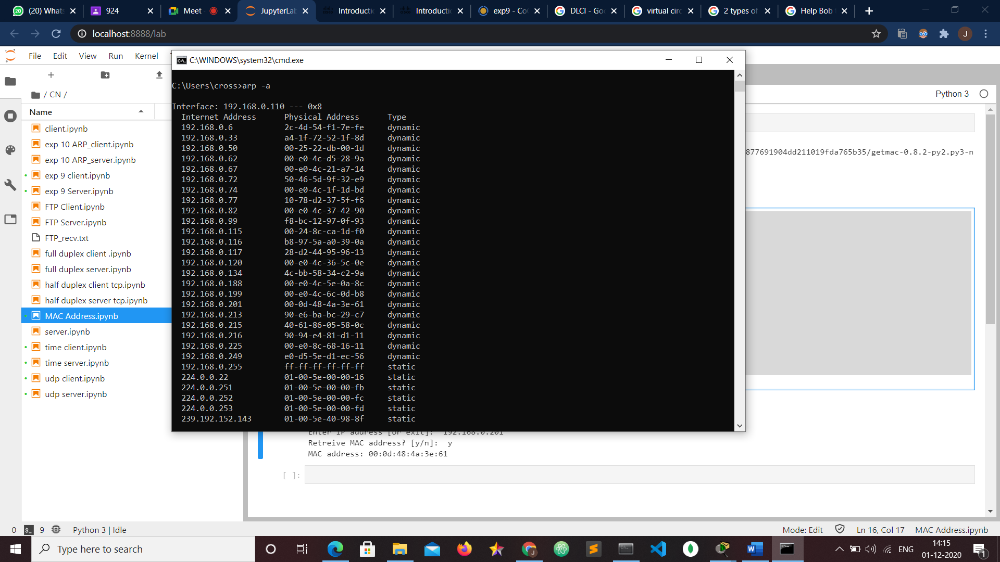 (20) Whats
924
Meet
JupyterLab
Introductio
Introductio
exp9 - Co
DLCI - Goo
virtual circ
2 types of
Help Bob
localhost:8888/lab
J
File Edit View Run Kernel
C:\WINDOWS\system32\cmd.exe
/ CN /
Name
client.ipynb
exp 10 ARP_client.ipynb
exp 10 ARP_server.ipynb
exp 9 client.ipynb
exp 9 Server.ipynb
FTP Client.ipynb
FTP Server.ipynb
FTP_recv.txt
full duplex client .ipynb
full duplex server.ipynb
half duplex client tcp.ipynb
half duplex server tcp.ipynb
MAC Address.ipynb
server.ipynb
time client.ipynb
time server.ipynb
udp client.ipynb
udp server.ipynb
C:\Users\cross>arp -a
Interface: 192.168.0.110 --- 0x8
Internet Address Physical Address Type
192.168.0.6 2c-4d-54-f1-7e-fe dynamic
192.168.0.33 a4-1f-72-52-1f-8d dynamic
192.168.0.50 00-25-22-db-00-1d dynamic
192.168.0.62 00-e0-4c-d5-28-9a dynamic
192.168.0.67 00-e0-4c-21-a7-14 dynamic
192.168.0.72 50-46-5d-9f-32-e9 dynamic
192.168.0.74 00-e0-4c-1f-1d-bd dynamic
192.168.0.77 10-78-d2-37-5f-f6 dynamic
192.168.0.82 00-e0-4c-37-42-90 dynamic
192.168.0.99 f8-bc-12-97-0f-93 dynamic
192.168.0.115 00-24-8c-ca-1d-f0 dynamic
192.168.0.116 b8-97-5a-a0-39-0a dynamic
192.168.0.117 28-d2-44-95-96-13 dynamic
192.168.0.120 00-e0-4c-36-5c-0e dynamic
192.168.0.134 4c-bb-58-34-c2-9a dynamic
192.168.0.188 00-e0-4c-5e-0a-8c dynamic
192.168.0.199 00-e0-4c-6c-0d-b8 dynamic
192.168.0.201 00-0d-48-4a-3e-61 dynamic
192.168.0.213 90-e6-ba-bc-29-c7 dynamic
192.168.0.215 40-61-86-05-58-0c dynamic
192.168.0.216 90-94-e4-81-d1-11 dynamic
192.168.0.225 00-e0-8c-68-16-11 dynamic
192.168.0.249 e0-d5-5e-d1-ec-56 dynamic
192.168.0.255 ff-ff-ff-ff-ff-ff static
224.0.0.22 01-00-5e-00-00-16 static
224.0.0.251 01-00-5e-00-00-fb static
224.0.0.252 01-00-5e-00-00-fc static
224.0.0.253 01-00-5e-00-00-fd static
239.192.152.143 01-00-5e-40-98-8f static
Python 3
877691904dd211019fda765b35/getmac-0.8.2-py2.py3-n
Enter IP address [or exit]: 192.168.0.201
Retreive MAC address? [y/n]: y
MAC address: 00:0d:48:4a:3e:61
[ ]:
0 9 Python 3 | Idle
Mode: Edit Ln 16, Col 17 MAC Address.ipynb
Type here to search
ENG
14:15
01-12-2020
1